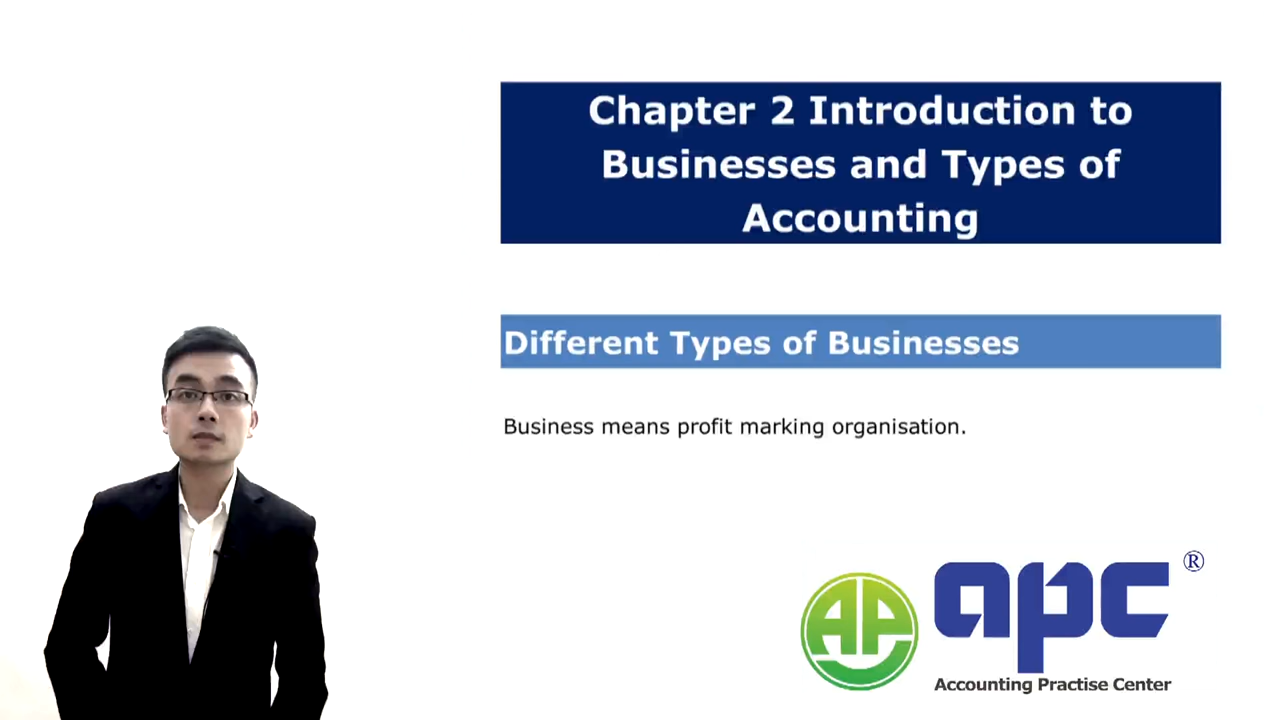 Chapter 2 Introduction to
Businesses and Types of
Accounting
Different Types of Businesses
Business means profit marking organisation.
AP
apc ®
Accounting Practise Center